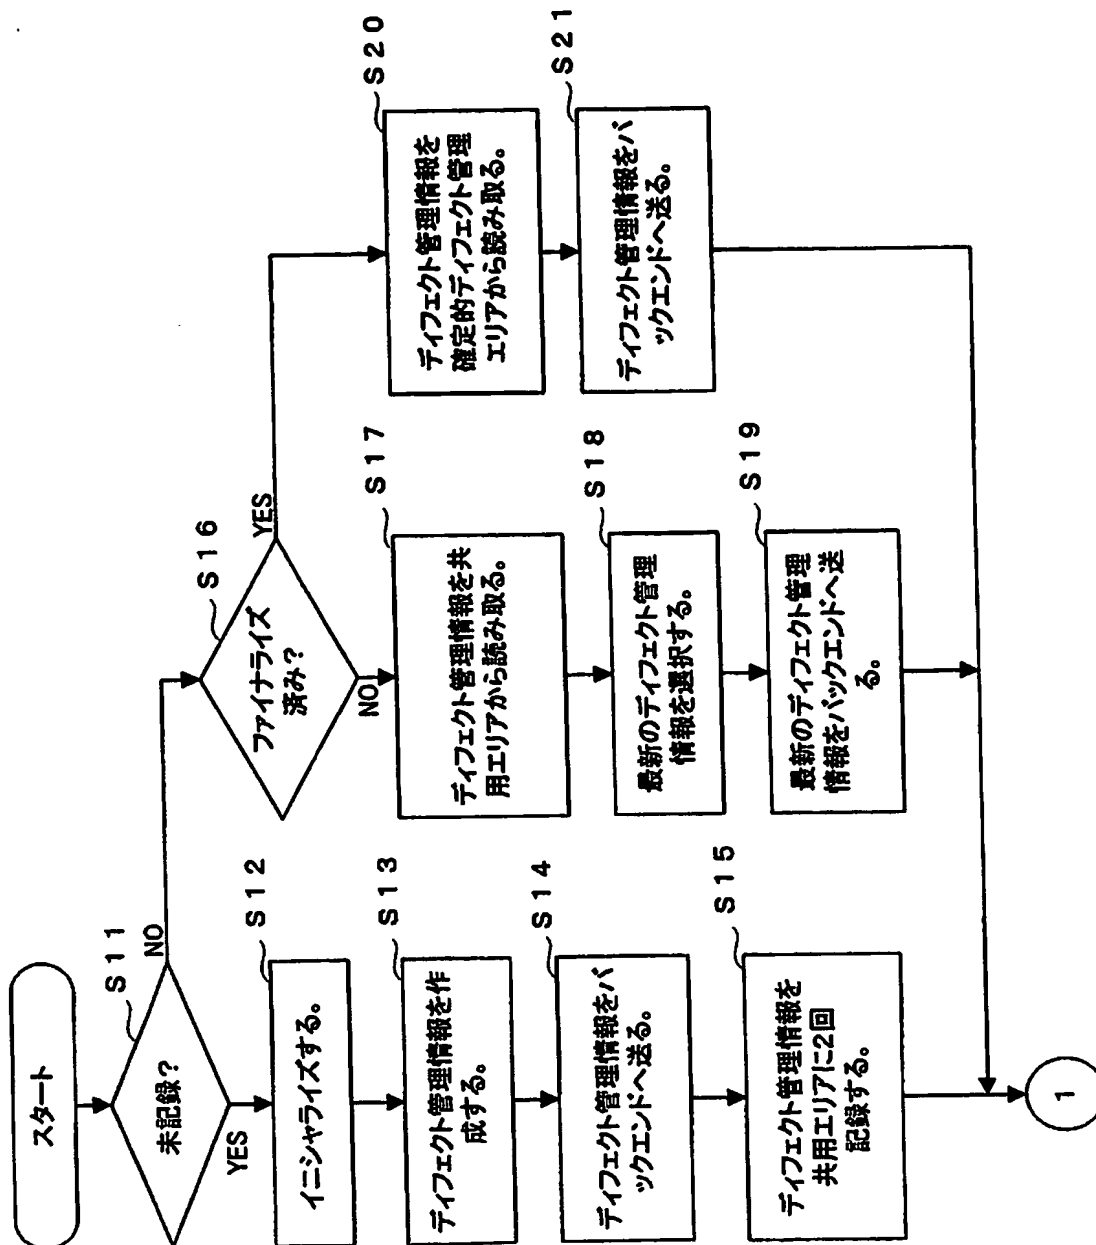 スタート
S11
未記録?
NO
YES
S12
イニシャライズする。
S13
ディフェクト管理情報を作
成する。
S14
ディフェクト管理情報をバ
ックエンドへ送る。
S15
ディフェクト管理情報を
共用エリアに2回
記録する。
S16
ファイナライズ
済み?
YES
NO
S17
ディフェクト管理情報を共
用エリアから読み取る。
S18
最新のディフェクト管理
情報を選択する。
S19
最新のディフェクト管理
情報をバックエンドへ送
る。
S20
ディフェクト管理情報を
確定的ディフェクト管理
エリアから読み取る。
S21
ディフェクト管理情報をバ
ックエンドへ送る。
1